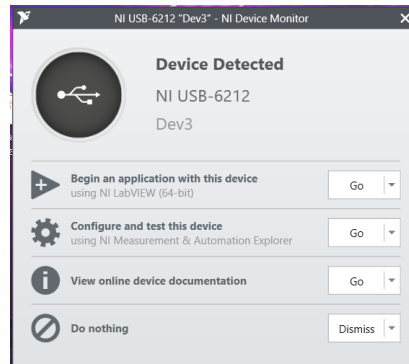 NI USB-6212 "Dev3" - NI Device Monitor
Device Detected
NI USB-6212
Dev3
Begin an application with this device
using NI LabVIEW (64-bit)
Go
Configure and test this device
using NI Measurement & Automation Explorer
Go
View online device documentation
Go
Do nothing
Dismiss